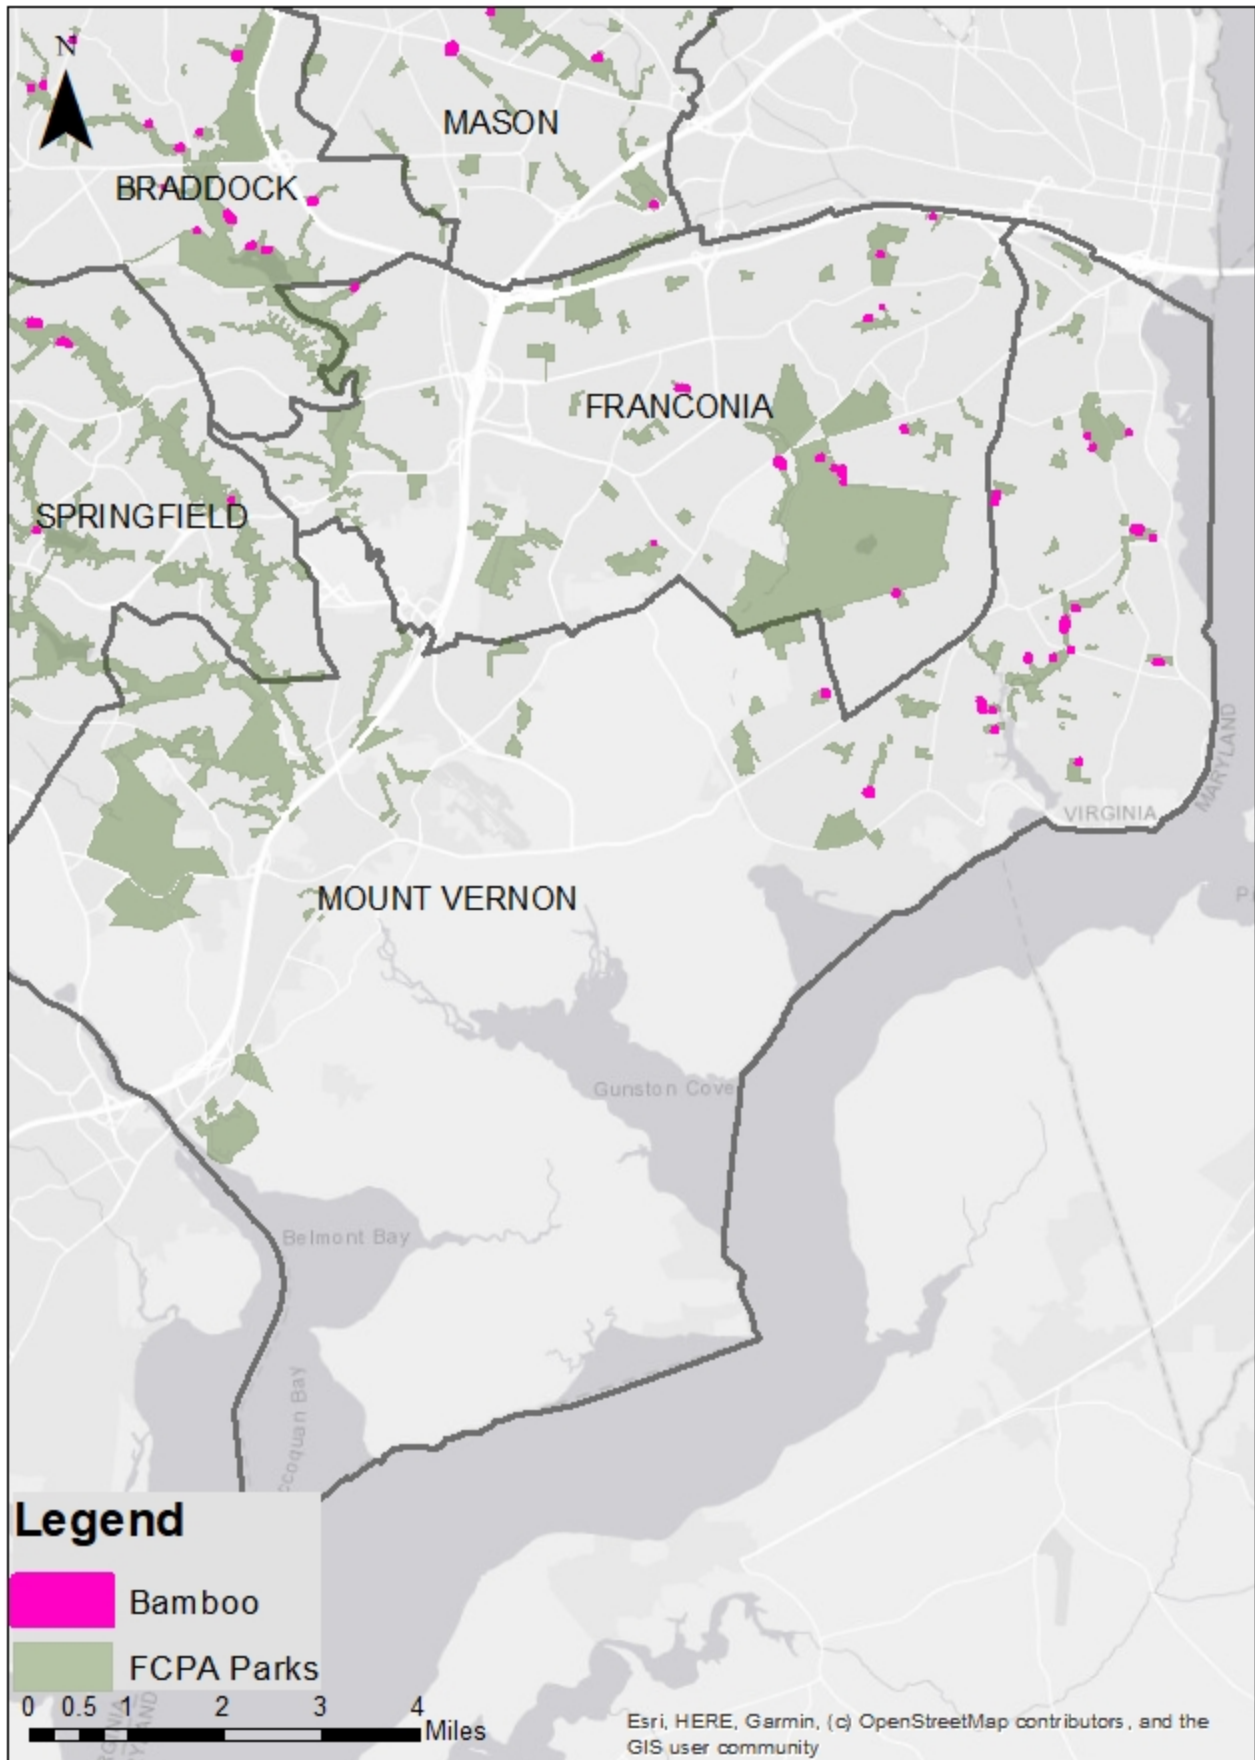 N
MASON
BRADDOCK
FRANCONIA
SPRINGFIELD
MARYLAND
VIRGINIA
MOUNT VERNON
Gunston Cove
Belmont Bay
ccoquan Bay
Legend
Bamboo
FCPA Parks
0 0.5 1 2 3 4
Miles
Esri, HERE, Garmin, (c) OpenStreetMap contributors, and the
GIS user community